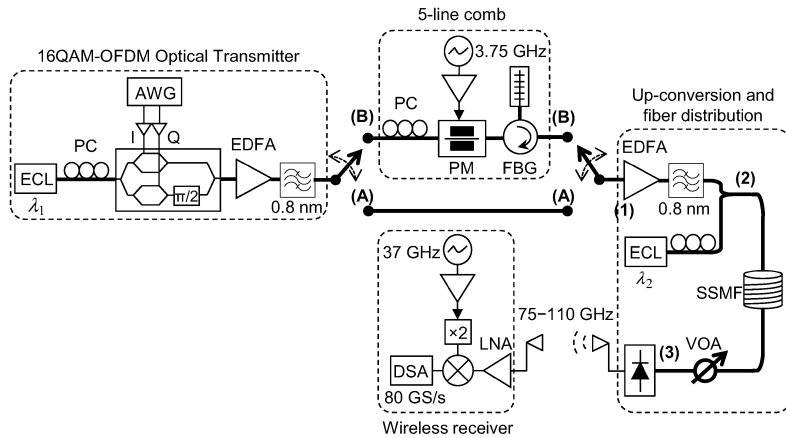 5-line comb
16QAM-OFDM Optical Transmitter
3.75 GHz
AWG
PC
(B)
(B)
Up-conversion and
fiber distribution
I
Q
PC
EDFA
EDFA
ECL
PM
FBG
(2)
π/2
λ1
0.8 nm
(A)
(A)
(1)
0.8 nm
37 GHz
ECL
λ2
SSMF
75−110 GHz
×2
LNA
(3)
VOA
DSA
80 GS/s
Wireless receiver